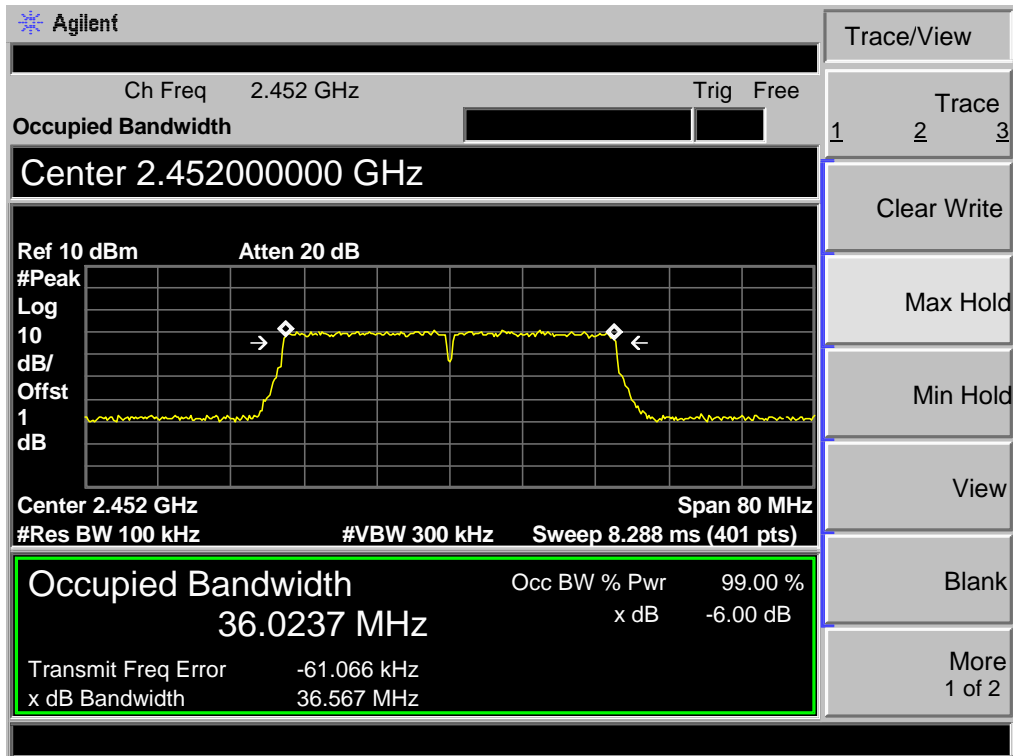 Agilent
Ch Freq 2.452 GHz Trig Free
Occupied Bandwidth
Center 2.452000000 GHz
Ref 10 dBm Atten 20 dB
#Peak
Log
10
dB/
Offst
1
dB
Center 2.452 GHz Span 80 MHz
#Res BW 100 kHz #VBW 300 kHz Sweep 8.288 ms (401 pts)
Occupied Bandwidth Occ BW % Pwr 99.00 %
36.0237 MHz x dB -6.00 dB
Transmit Freq Error -61.066 kHz
x dB Bandwidth 36.567 MHz
Trace/View
Trace
1 2 3
Clear Write
Max Hold
Min Hold
View
Blank
More
1 of 2